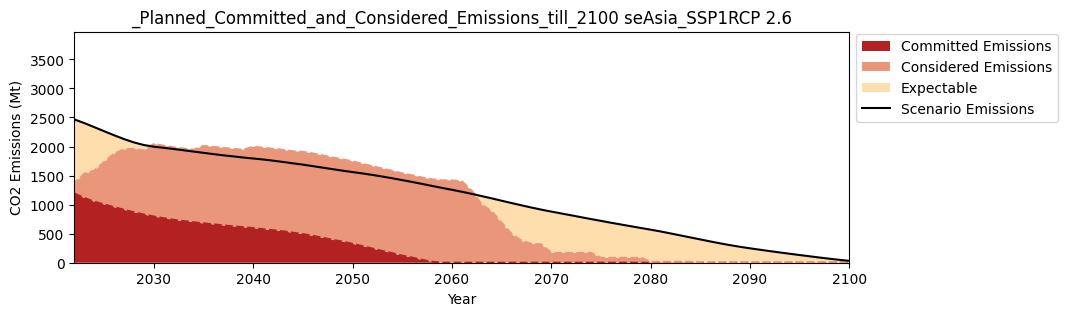 _Planned_Committed_and_Considered_Emissions_till_2100 seAsia_SSP1RCP 2.6
CO2 Emissions (Mt)
3500
3000
2500
2000
1500
1000
500
0
2030
2040
2050
2060
2070
2080
2090
2100
Year
Committed Emissions
Considered Emissions
Expectable
Scenario Emissions